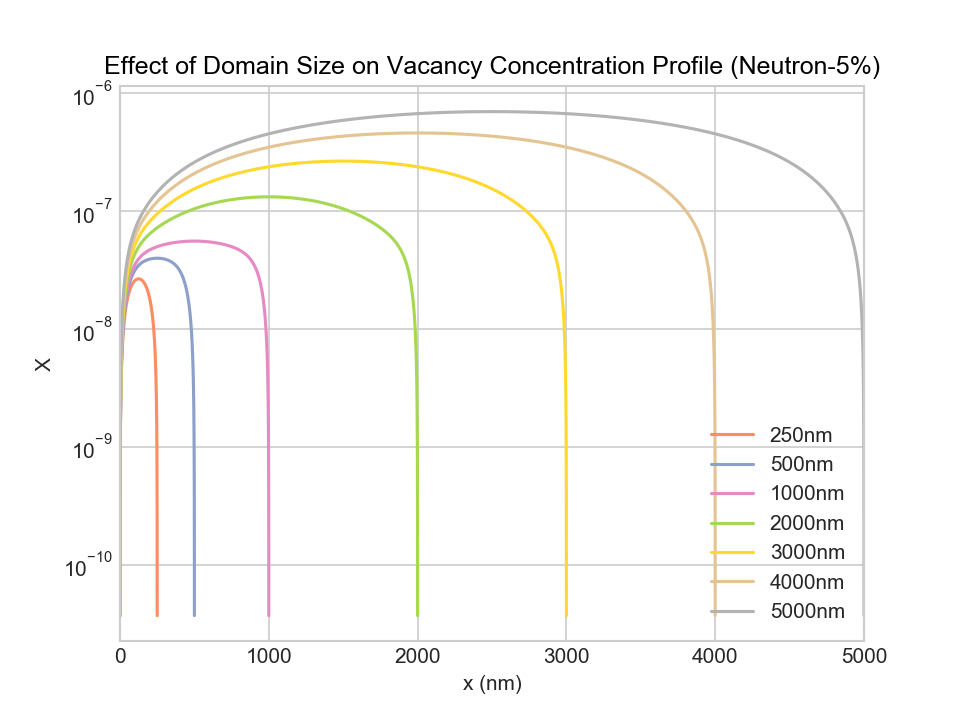 Effect of Domain Size on Vacancy Concentration Profile (Neutron-5%)
10⁻⁶
10⁻⁷
10⁻⁸
10⁻⁹
10⁻¹⁰
X
250nm
500nm
1000nm
2000nm
3000nm
4000nm
5000nm
0 1000 2000 3000 4000 5000
x (nm)